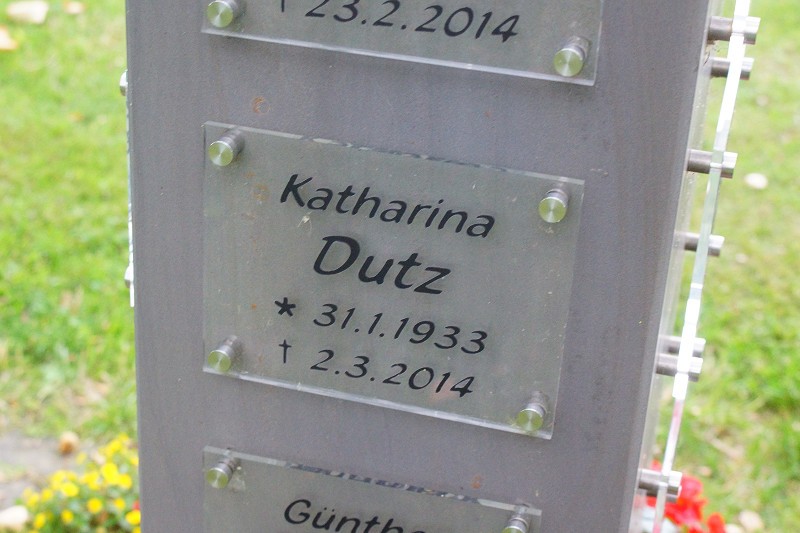 † 23.2.2014
Katharina
Dutz
* 31.1.1933
† 2.3.2014